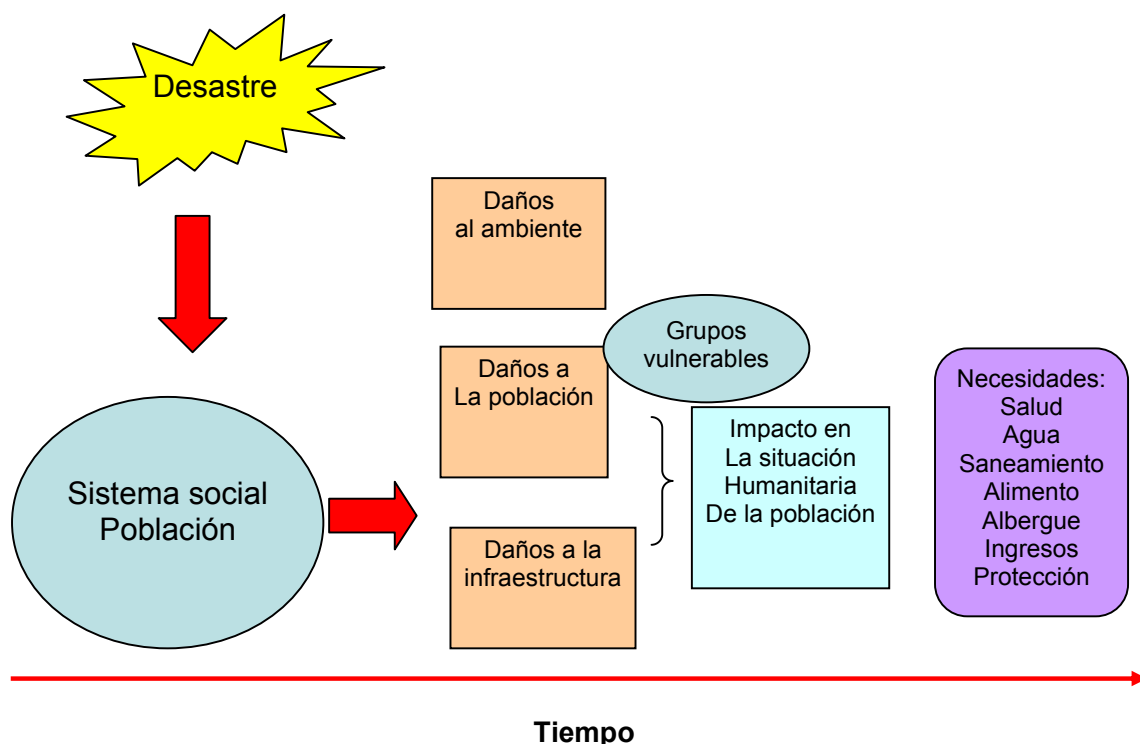 Desastre
Daños
al ambiente
Grupos
vulnerables
Daños a
La población
Sistema social
Población
Impacto en
La situación
Humanitaria
De la población
Daños a la
infraestructura
Necesidades:
Salud
Agua
Saneamiento
Alimento
Albergue
Ingresos
Protección
Tiempo